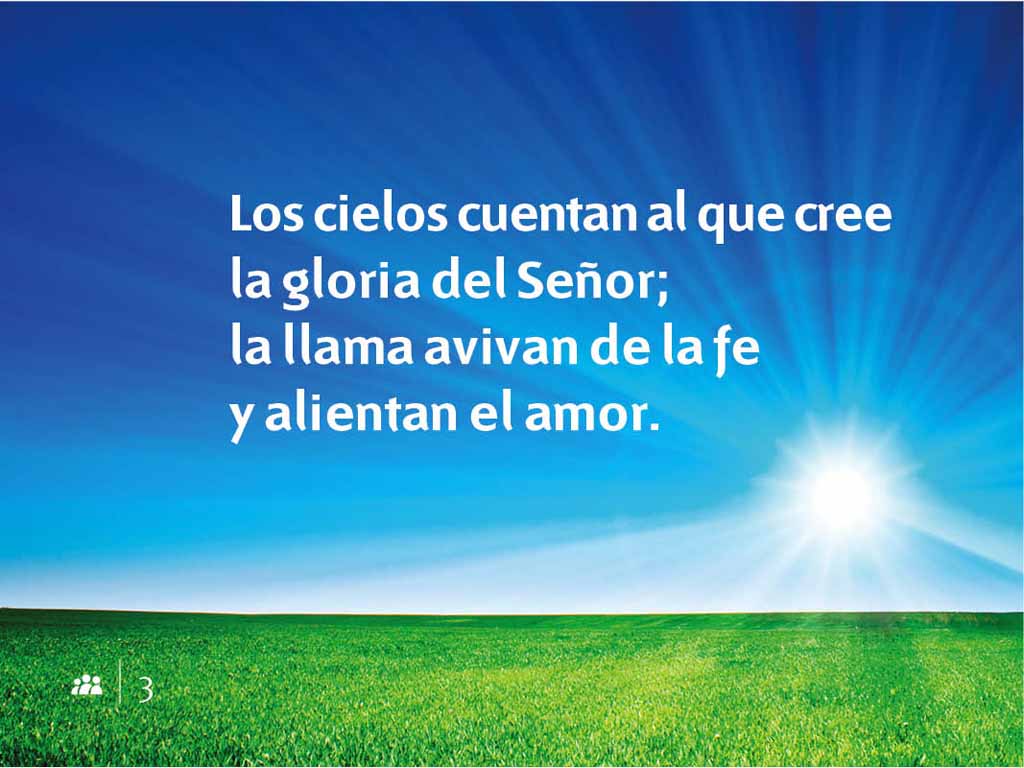 Los cielos cuentan al que cree
la gloria del Señor;
la llama avivan de la fe
y alientan el amor.
3